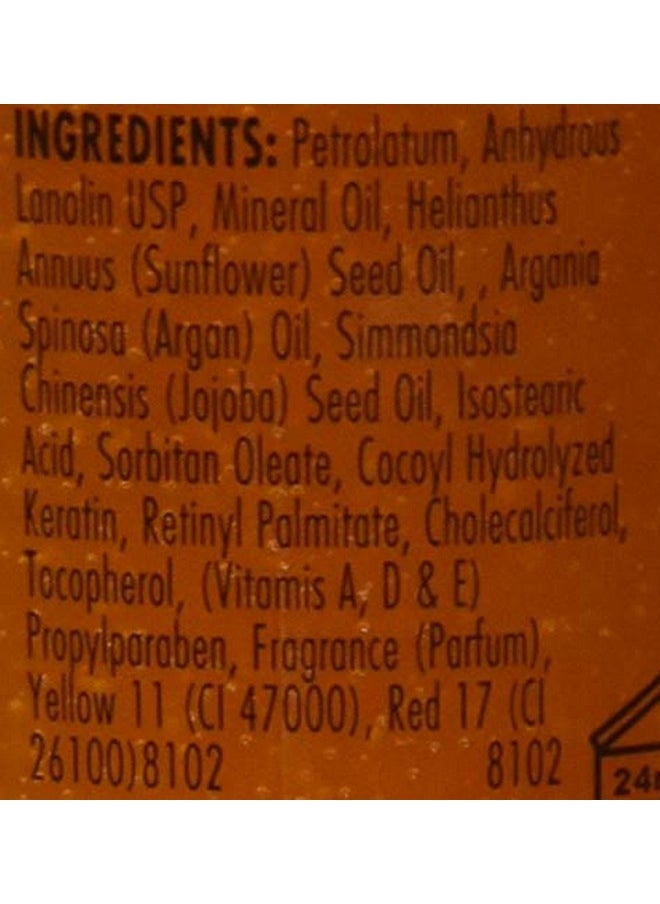 INGREDIENTS: Petrolatum, Anhydrous
Lanolin USP, Mineral Oil, Helianthus
Annuus (Sunflower) Seed Oil, , Argania
Spinosa (Argan) Oil, Simmondsia
Chinensis (Jojoba) Seed Oil, Isostearic
Acid, Sorbitan Oleate, Cocoyl Hydrolyzed
Keratin, Retinyl Palmitate, Cholecalciferol,
Tocopherol, (Vitamis A, D & E)
Propylparaben, Fragrance (Parfum),
Yellow 11 (CI 47000), Red 17 (CI
26100)8102 8102